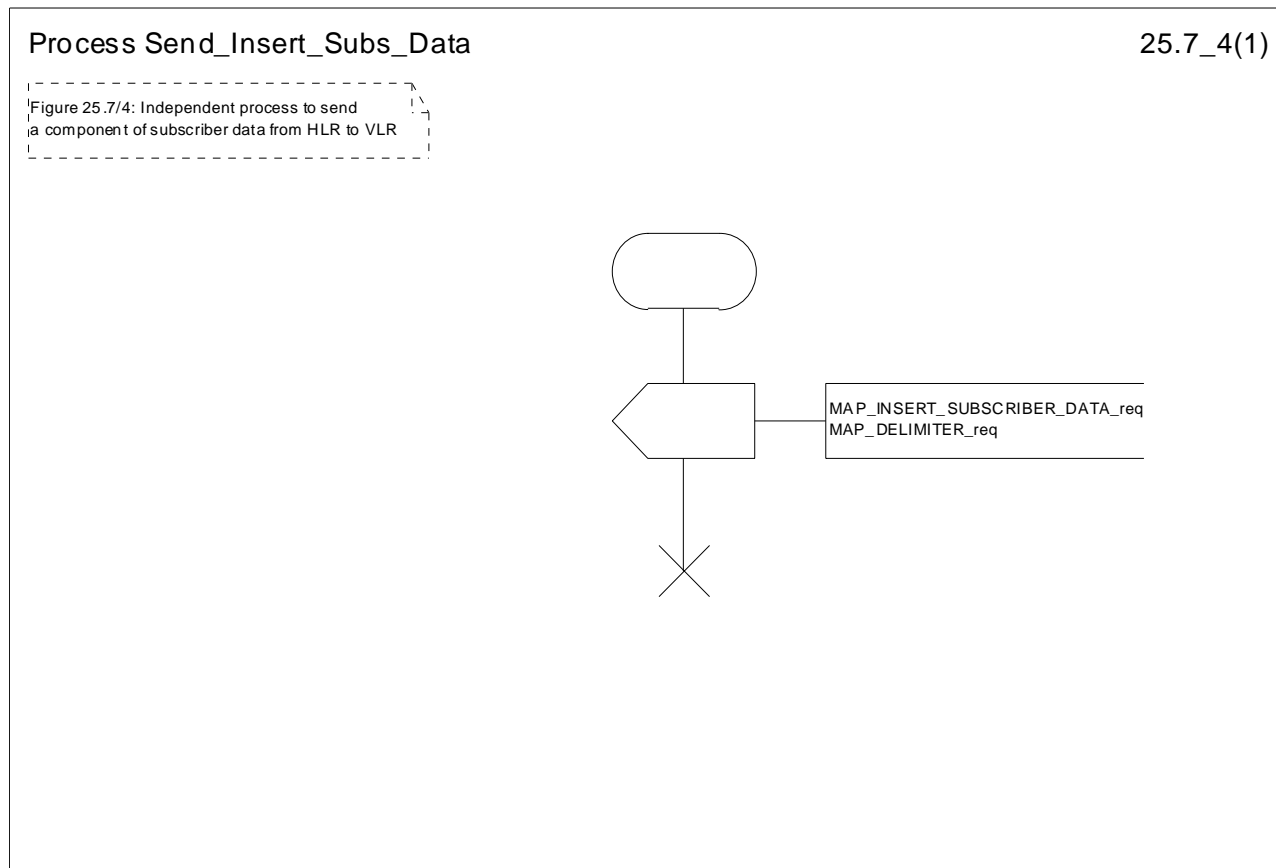 Process Send_Insert_Subs_Data
25.7_4(1)
Figure 25.7/4: Independent process to send
a component of subscriber data from HLR to VLR
MAP_INSERT_SUBSCRIBER_DATA_req
MAP_DELIMITER_req